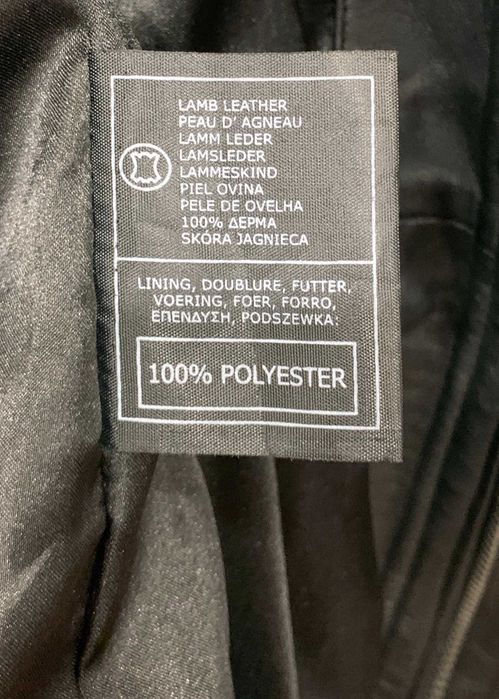 LAMB LEATHER
PEAU D' AGNEAU
LAMM LEDER
LAMSLEDER
LAMMESKIND
PIEL OVINA
PELE DE OVELHA
100% ΔΕΡΜΑ
SKÓRA JAGNIECA
LINING, DOUBLURE, FUTTER,
VOERING, FOER, FORRO,
ΕΠΕΝΔΥΣΗ, PODSZEWKA:
100% POLYESTER